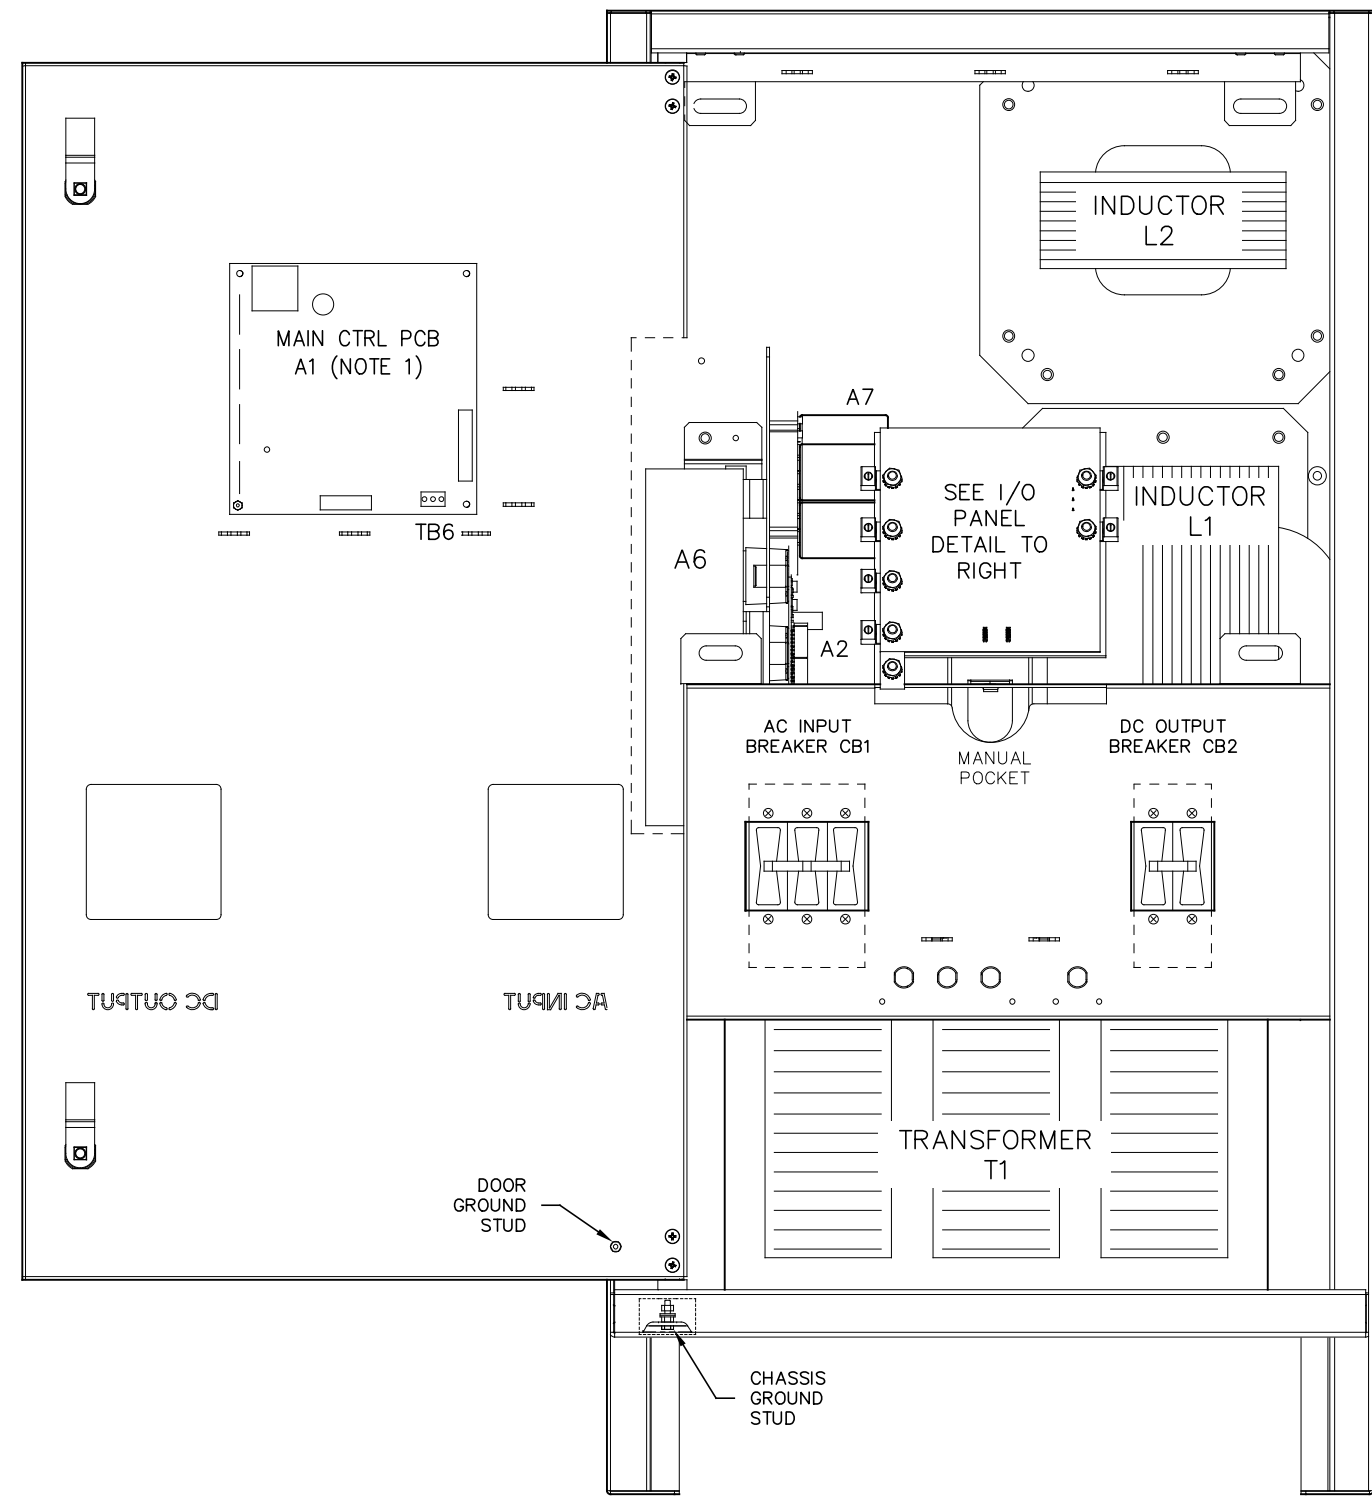 INDUCTOR
L2
MAIN CTRL PCB
A1 (NOTE 1)
TB6
A7
SEE I/O
PANEL
DETAIL TO
RIGHT
INDUCTOR
L1
A6
A2
AC INPUT
BREAKER CB1
MANUAL
POCKET
DC OUTPUT
BREAKER CB2
DC OUTPUT
AC INPUT
TRANSFORMER
T1
DOOR
GROUND
STUD
CHASSIS
GROUND
STUD